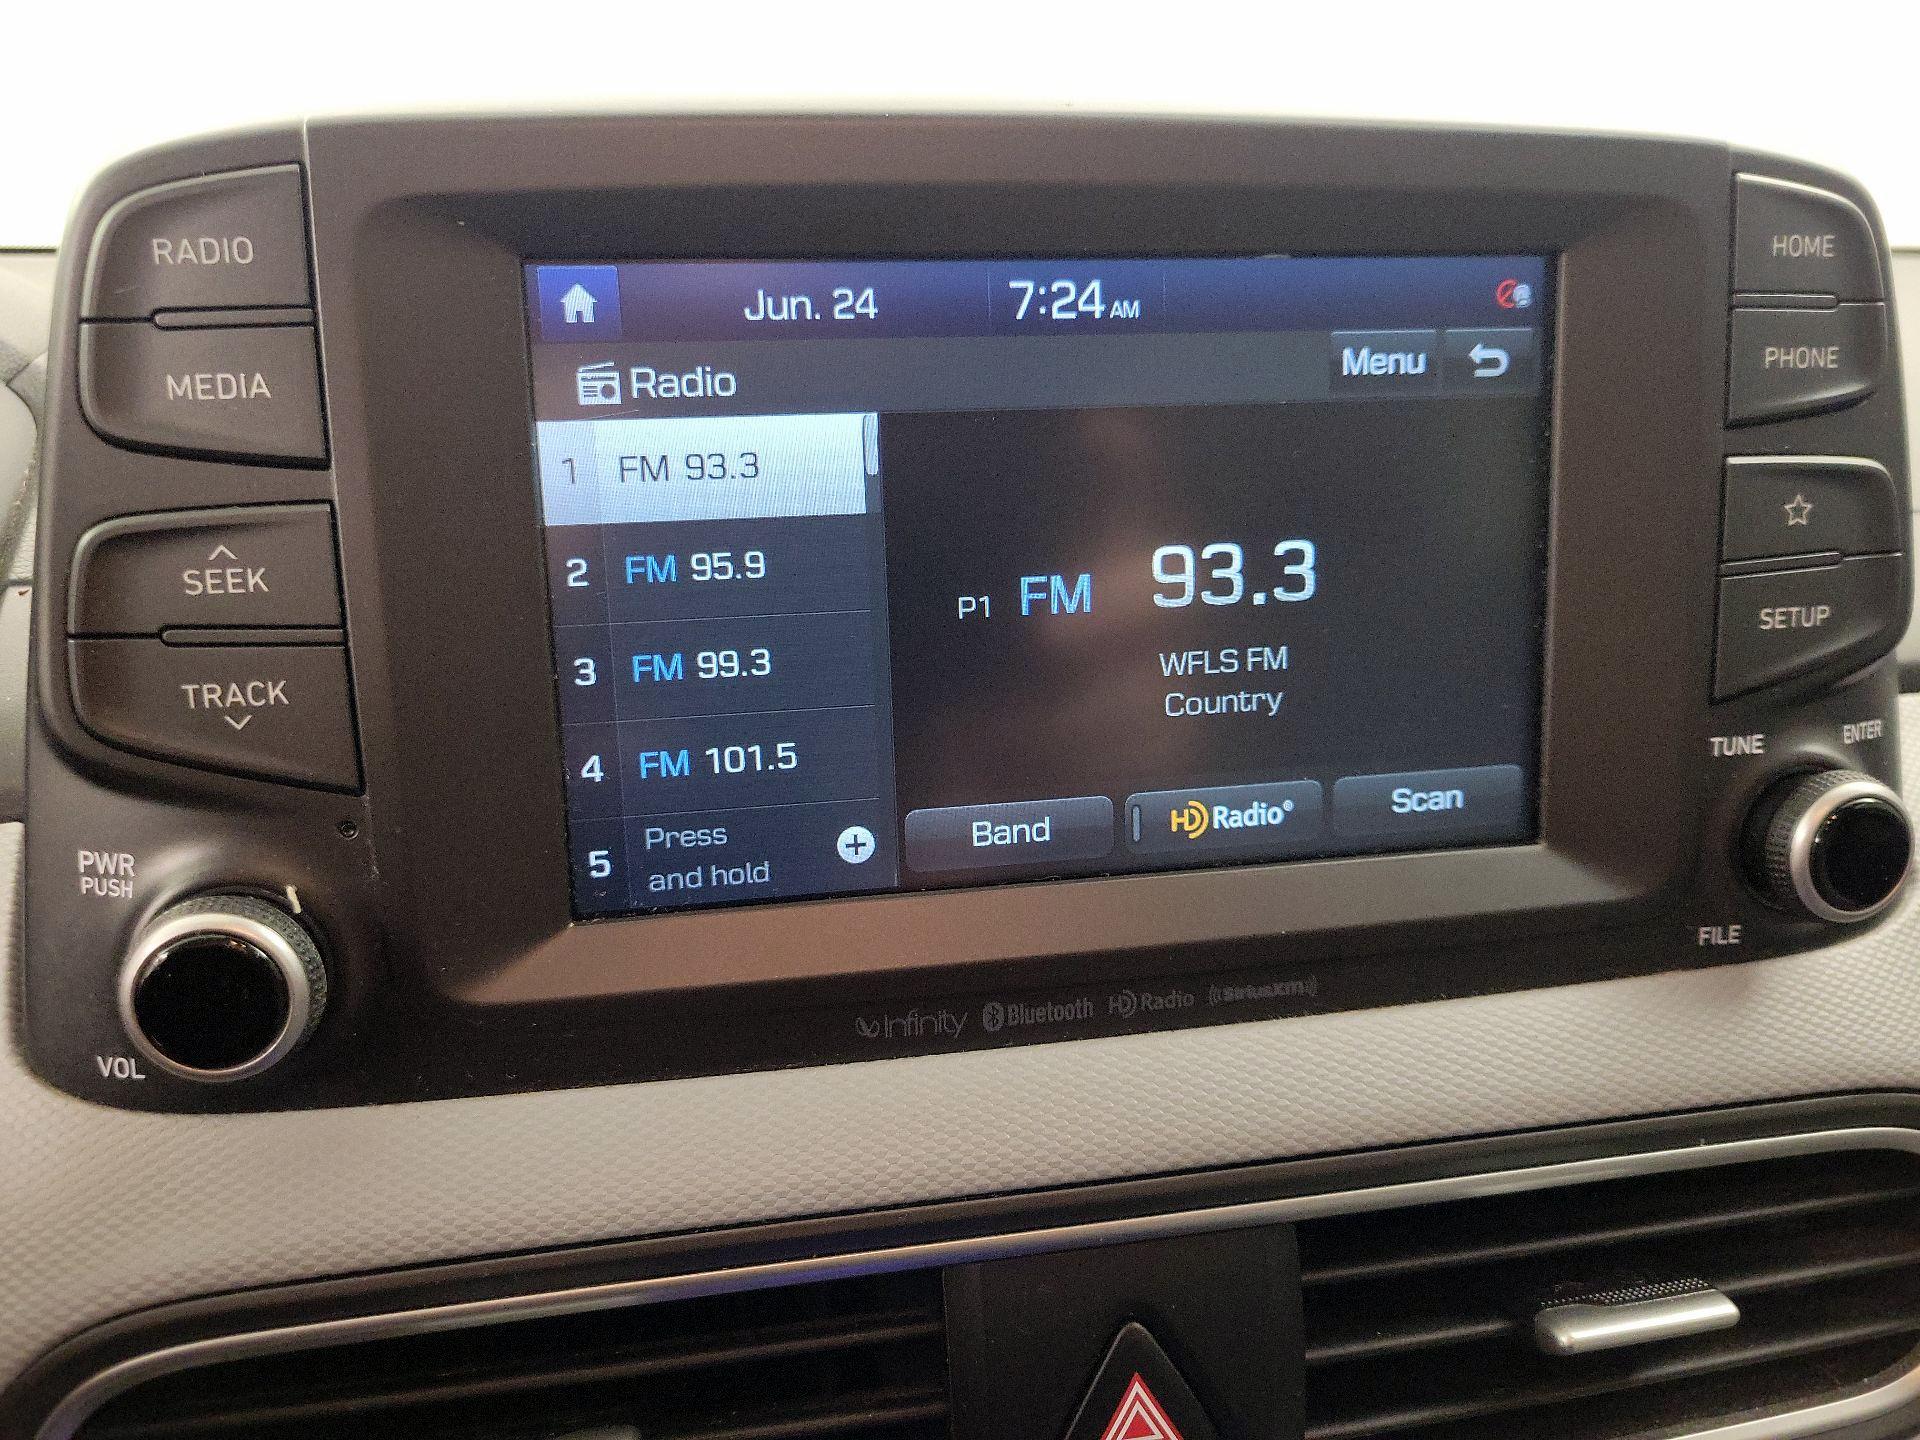 RADIO
MEDIA
SEEK
TRACK
PWR
PUSH
VOL
Jun. 24 7:24 AM
Radio
Menu
1 FM 93.3
2 FM 95.9
3 FM 99.3
4 FM 101.5
5 Press
and hold
P1 FM 93.3
WFLS FM
Country
Band
HD Radio®
Scan
HOME
PHONE
SETUP
TUNE
ENTER
FILE
Infinity Bluetooth HD Radio SiriusXM